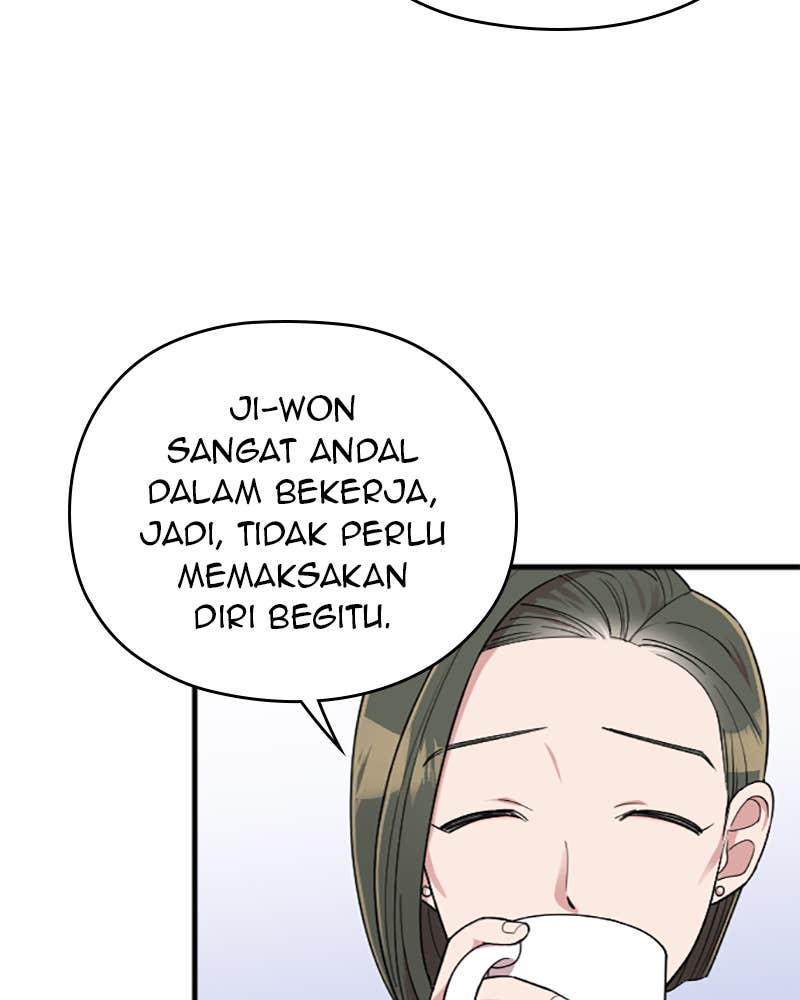 JI-WON
SANGAT ANDAL
DALAM BEKERJA,
JADI, TIDAK PERLU
MEMAKSAKAN
DIRI BEGITU.